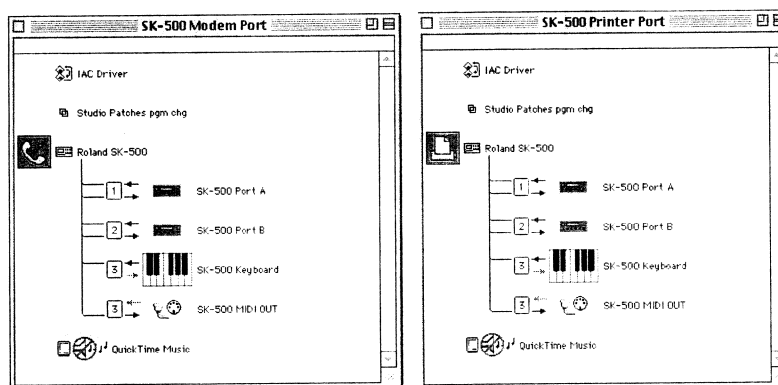 SK-500 Modem Port
IAC Driver
Studio Patches pgm chg
Roland SK-500
1
SK-500 Port A
2
SK-500 Port B
3
SK-500 Keyboard
3
SK-500 MIDI OUT
QuickTime Music
SK-500 Printer Port
IAC Driver
Studio Patches pgm chg
Roland SK-500
1
SK-500 Port A
2
SK-500 Port B
3
SK-500 Keyboard
3
SK-500 MIDI OUT
QuickTime Music